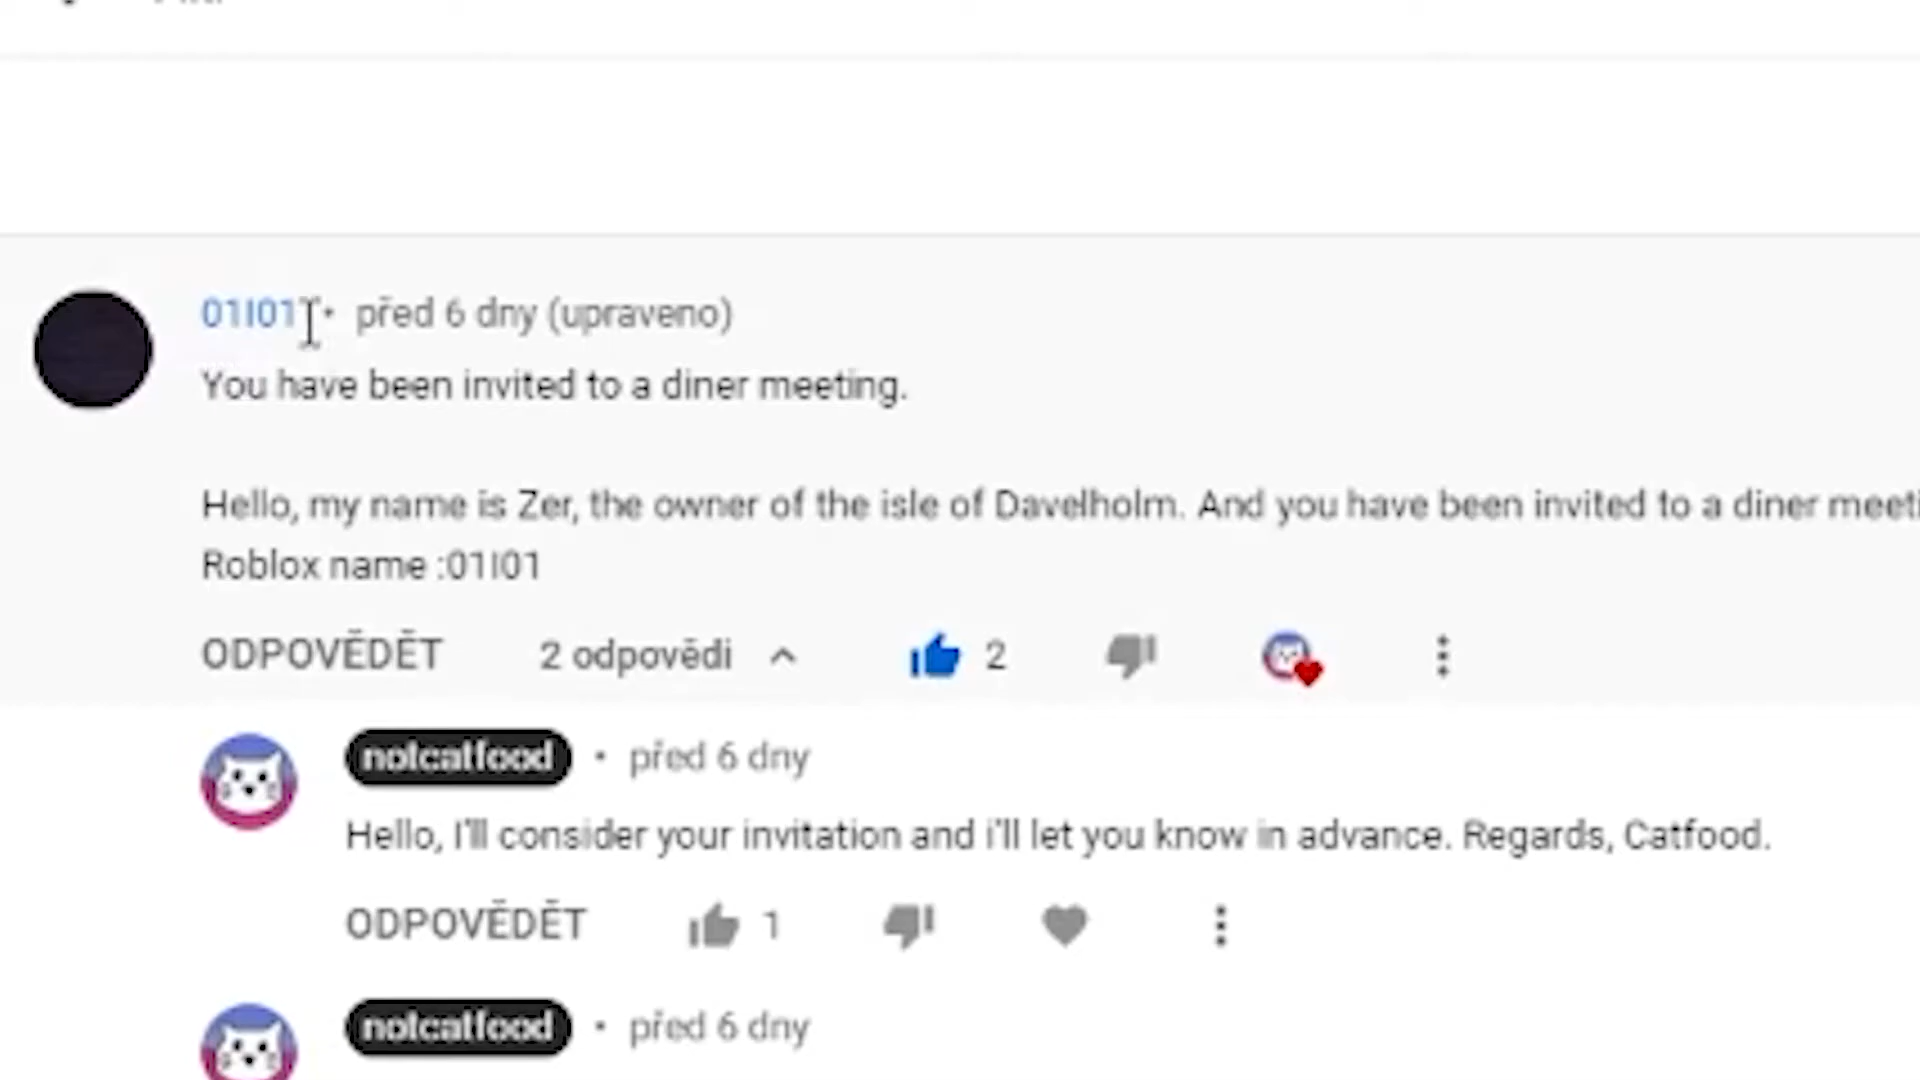 01I01 • před 6 dny (upraveno)
You have been invited to a diner meeting.
Hello, my name is Zer, the owner of the isle of Davelholm. And you have been invited to a diner meeti
Roblox name :01I01
ODPOVĚDĚT 2 odpovědi 2
notcatfood • před 6 dny
Hello, I'll consider your invitation and i'll let you know in advance. Regards, Catfood.
ODPOVĚDĚT 1
notcatfood • před 6 dny